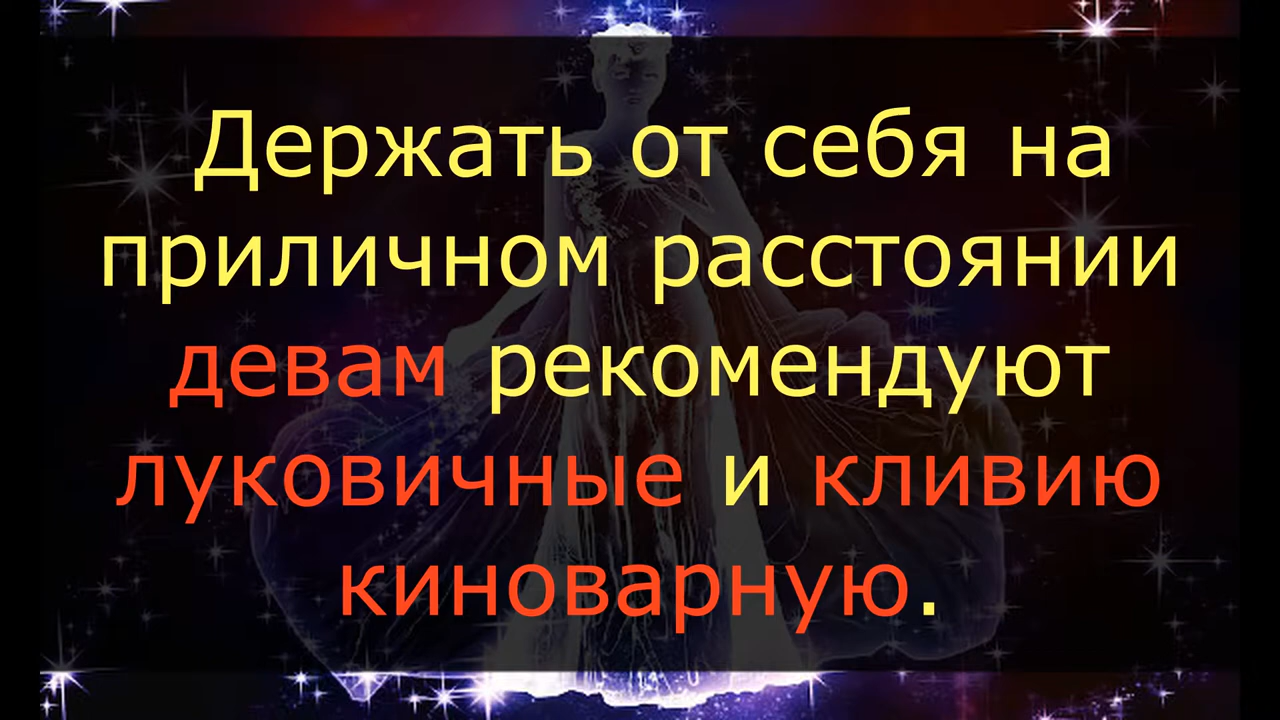 Держать от себя на
приличном расстоянии
девам рекомендуют
луковичные и кливию
киноварную.